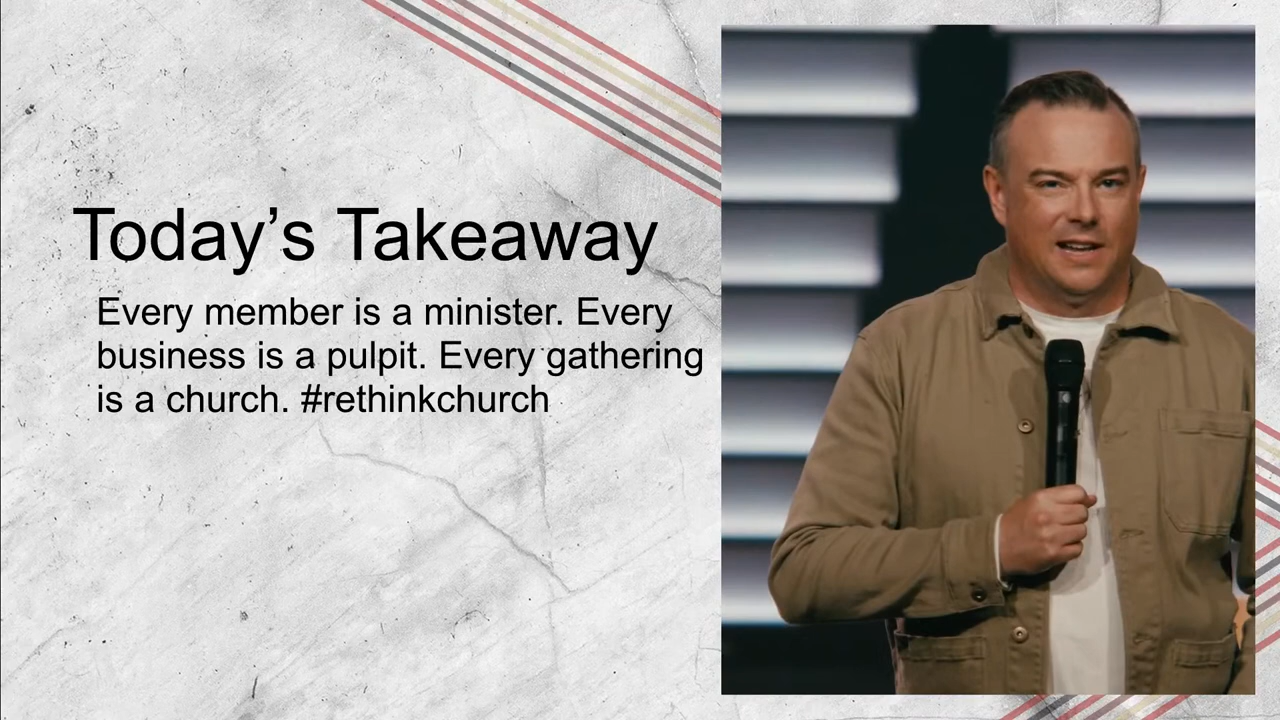 Today’s Takeaway
Every member is a minister. Every
business is a pulpit. Every gathering
is a church. #rethinkchurch